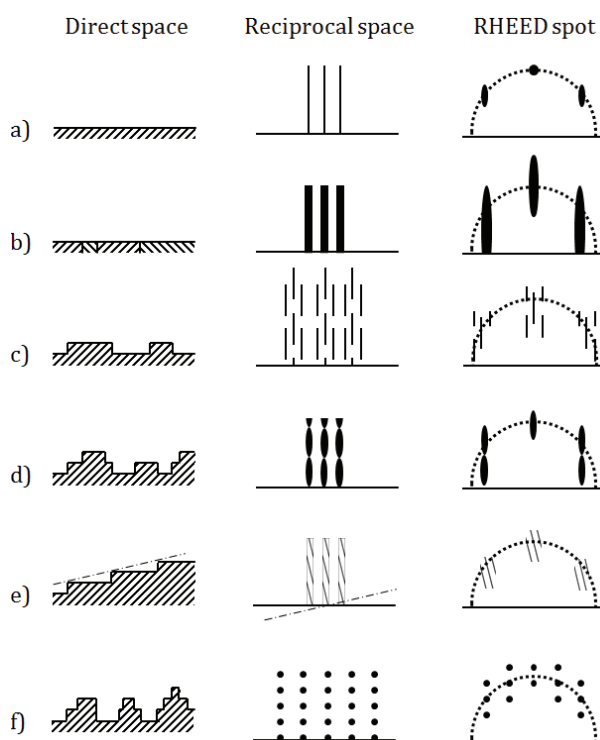 Direct space Reciprocal space RHEED spot
a)
b)
c)
d)
e)
f)